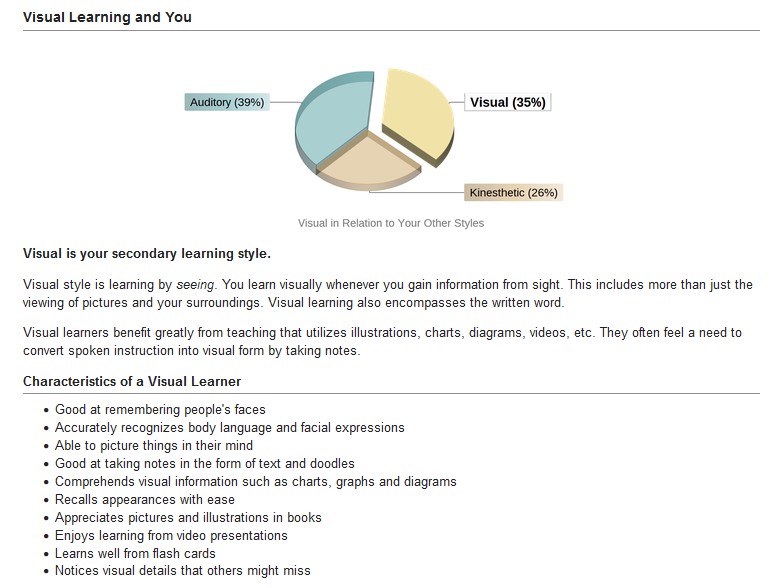 Visual Learning and You
Auditory (39%)
Visual (35%)
Kinesthetic (26%)
Visual in Relation to Your Other Styles
Visual is your secondary learning style.
Visual style is learning by seeing. You learn visually whenever you gain information from sight. This includes more than just the
viewing of pictures and your surroundings. Visual learning also encompasses the written word.
Visual learners benefit greatly from teaching that utilizes illustrations, charts, diagrams, videos, etc. They often feel a need to
convert spoken instruction into visual form by taking notes.
Characteristics of a Visual Learner
• Good at remembering people's faces
• Accurately recognizes body language and facial expressions
• Able to picture things in their mind
• Good at taking notes in the form of text and doodles
• Comprehends visual information such as charts, graphs and diagrams
• Recalls appearances with ease
• Appreciates pictures and illustrations in books
• Enjoys learning from video presentations
• Learns well from flash cards
• Notices visual details that others might miss